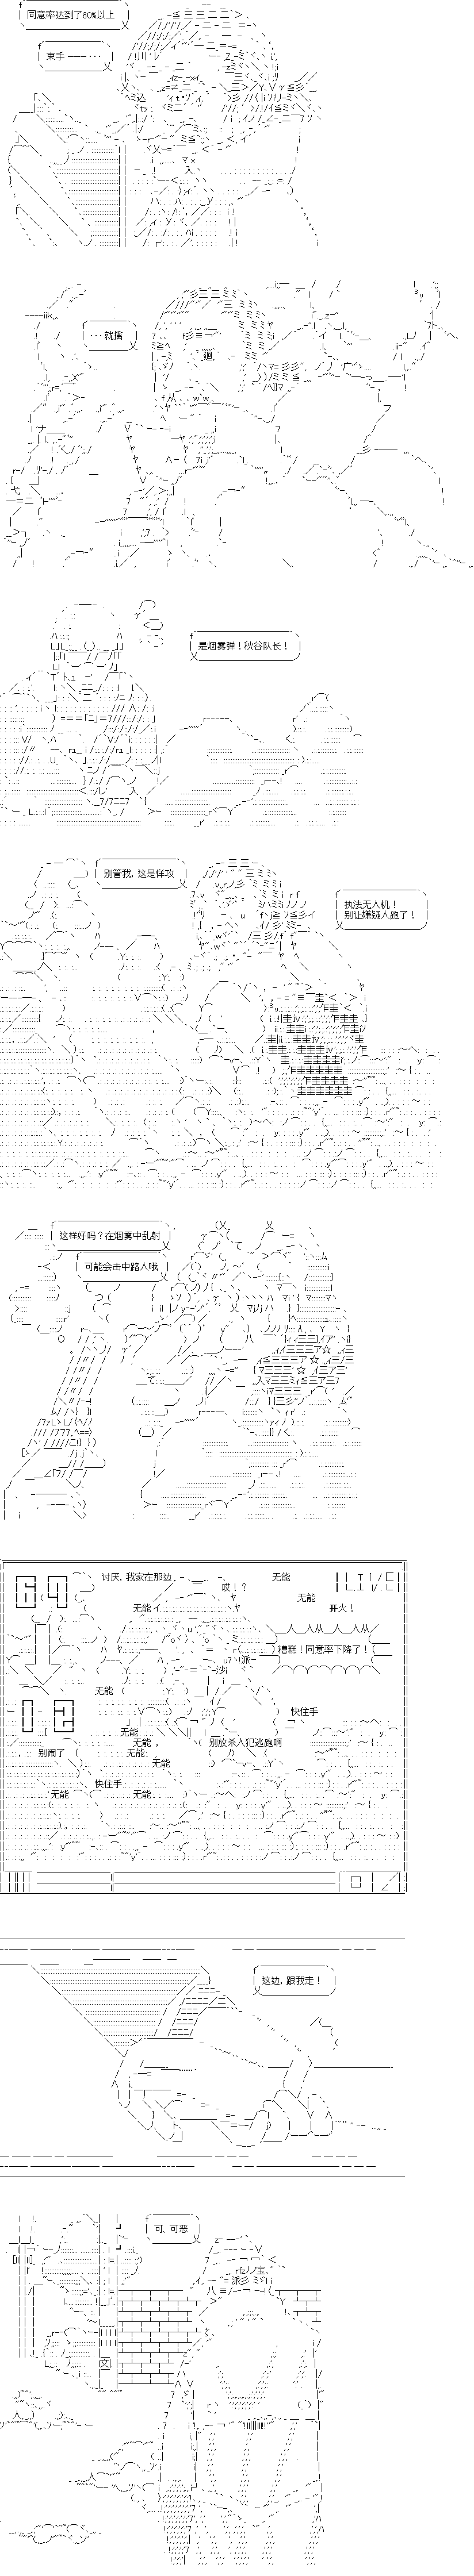 同意率达到了60%以上
束手 ーーー・・・
・・・就擒
是烟雾弹！秋谷队长！
别管我，这是佯攻
执法无人机！
别让嫌疑人跑了！
这样好吗？在烟雾中乱射
可能会击中路人哦
讨厌，我家在那边
哎！？
无能
无能
无能
开火！
糟糕！同意率下降了！
无能
快住手
无能
别放杀人犯逃跑啊
别闹了
无能
无能
快住手
无能
无能
这边，跟我走！
可、可恶